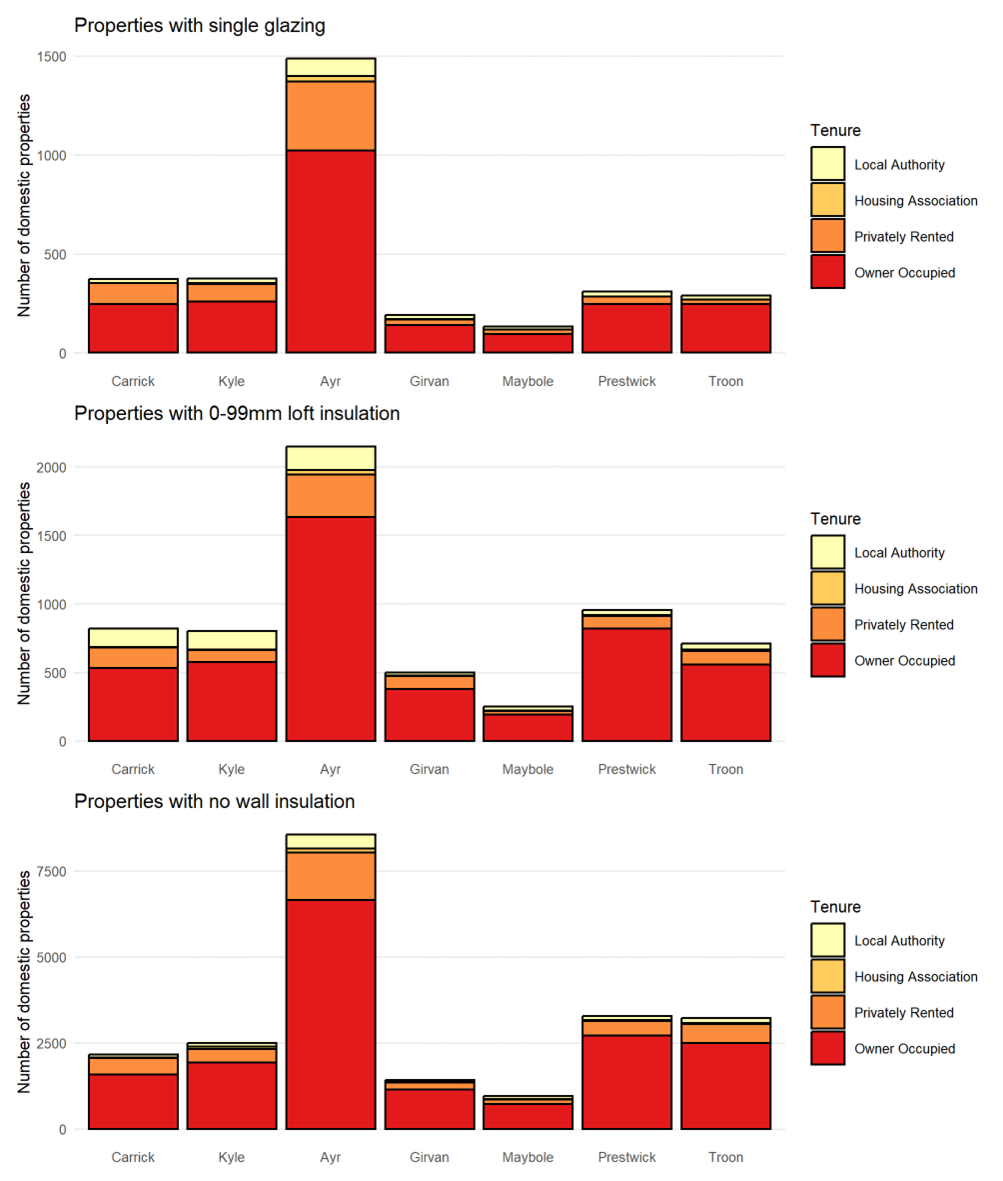 Properties with single glazing
Number of domestic properties
1500
1000
500
0
Carrick Kyle Ayr Girvan Maybole Prestwick Troon
Tenure
Local Authority
Housing Association
Privately Rented
Owner Occupied
Properties with 0-99mm loft insulation
Number of domestic properties
2000
1500
1000
500
0
Carrick Kyle Ayr Girvan Maybole Prestwick Troon
Tenure
Local Authority
Housing Association
Privately Rented
Owner Occupied
Properties with no wall insulation
Number of domestic properties
7500
5000
2500
0
Carrick Kyle Ayr Girvan Maybole Prestwick Troon
Tenure
Local Authority
Housing Association
Privately Rented
Owner Occupied